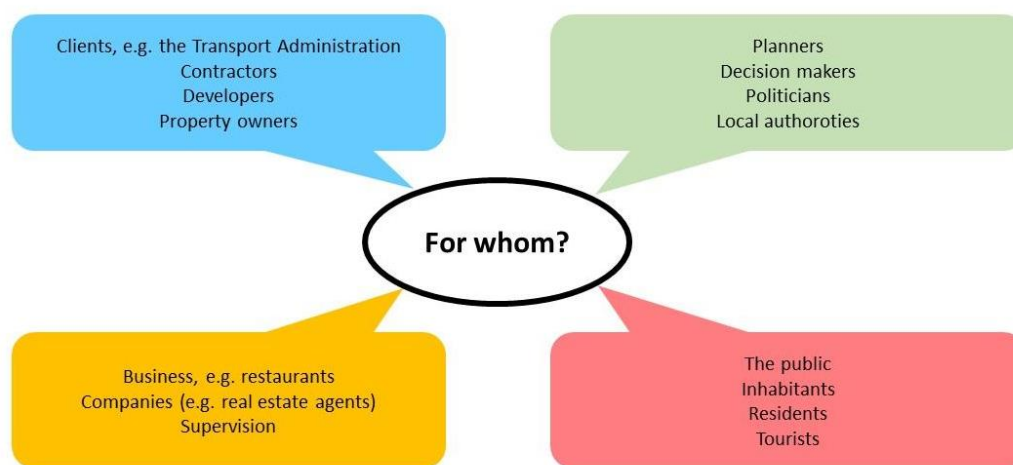 Clients, e.g. the Transport Administration
Contractors
Developers
Property owners
Planners
Decision makers
Politicians
Local authoroties
For whom?
Business, e.g. restaurants
Companies (e.g. real estate agents)
Supervision
The public
Inhabitants
Residents
Tourists